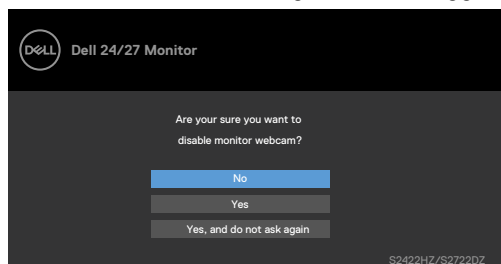 DELL Dell 24/27 Monitor
Are your sure you want to
disable monitor webcam?
No
Yes
Yes, and do not ask again
S2422HZ/S2722DZ